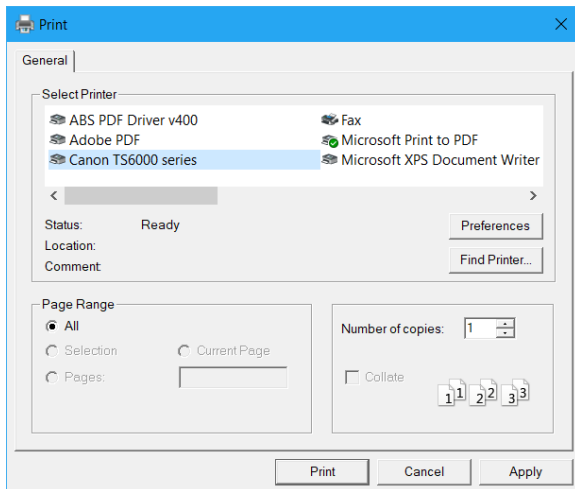 Print
General
Select Printer
ABS PDF Driver v400
Fax
Adobe PDF
Microsoft Print to PDF
Canon TS6000 series
Microsoft XPS Document Writer
Status:
Ready
Preferences
Location:
Comment:
Find Printer...
Page Range
All
Number of copies:
1
Selection
Current Page
Pages:
Collate
1 1 2 2 3 3
Print
Cancel
Apply